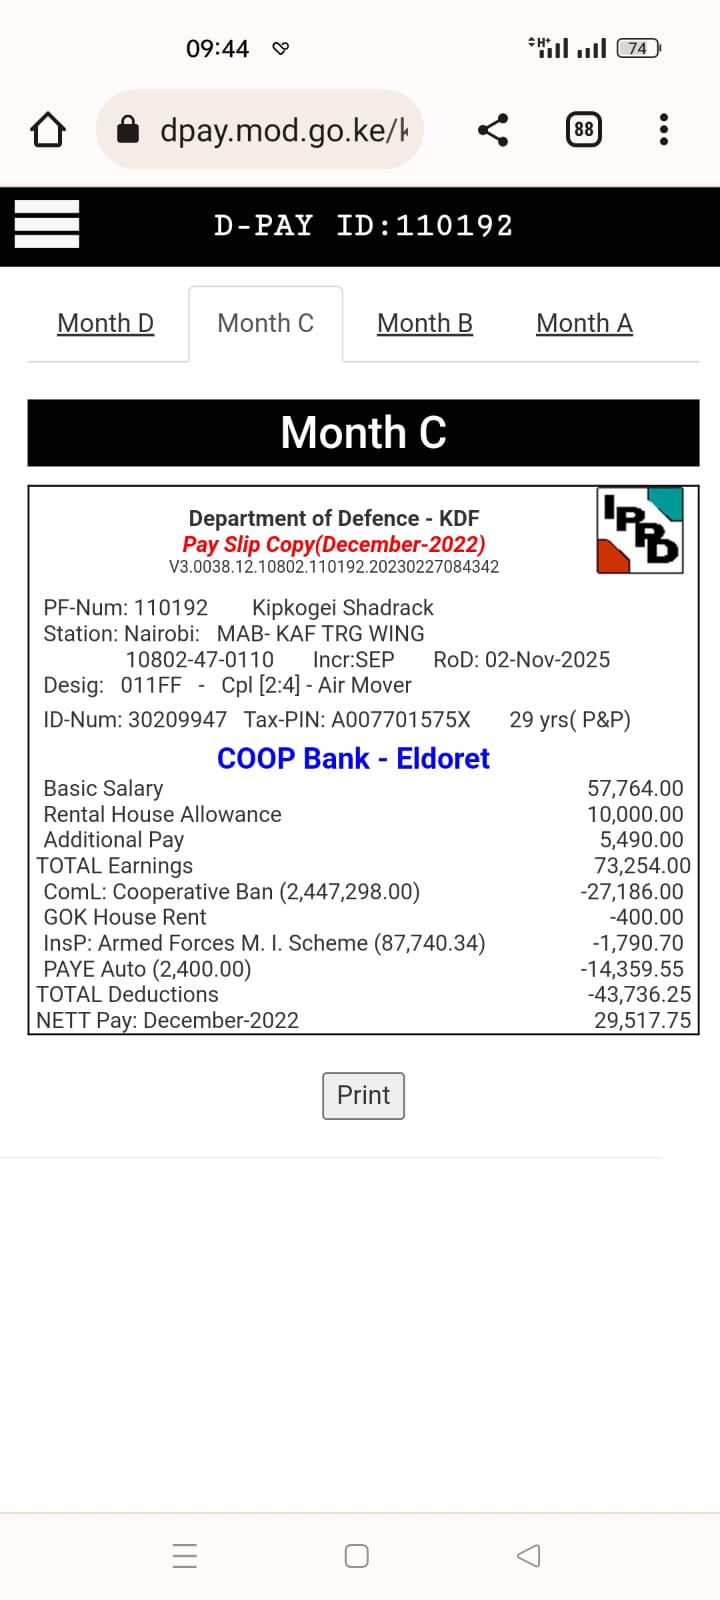 09:44
H+
74
dpay.mod.go.ke/k
88
D-PAY ID:110192
Month D Month C Month B Month A
Month C
IPPD
Department of Defence - KDF
Pay Slip Copy(December-2022)
V3.0038.12.10802.110192.20230227084342
PF-Num: 110192 Kipkogei Shadrack
Station: Nairobi: MAB- KAF TRG WING
10802-47-0110 Incr:SEP RoD: 02-Nov-2025
Desig: 011FF - Cpl [2:4] - Air Mover
ID-Num: 30209947 Tax-PIN: A007701575X 29 yrs( P&P)
COOP Bank - Eldoret
Basic Salary 57,764.00
Rental House Allowance 10,000.00
Additional Pay 5,490.00
TOTAL Earnings 73,254.00
ComL: Cooperative Ban (2,447,298.00) -27,186.00
GOK House Rent -400.00
InsP: Armed Forces M. I. Scheme (87,740.34) -1,790.70
PAYE Auto (2,400.00) -14,359.55
TOTAL Deductions -43,736.25
NETT Pay: December-2022 29,517.75
Print